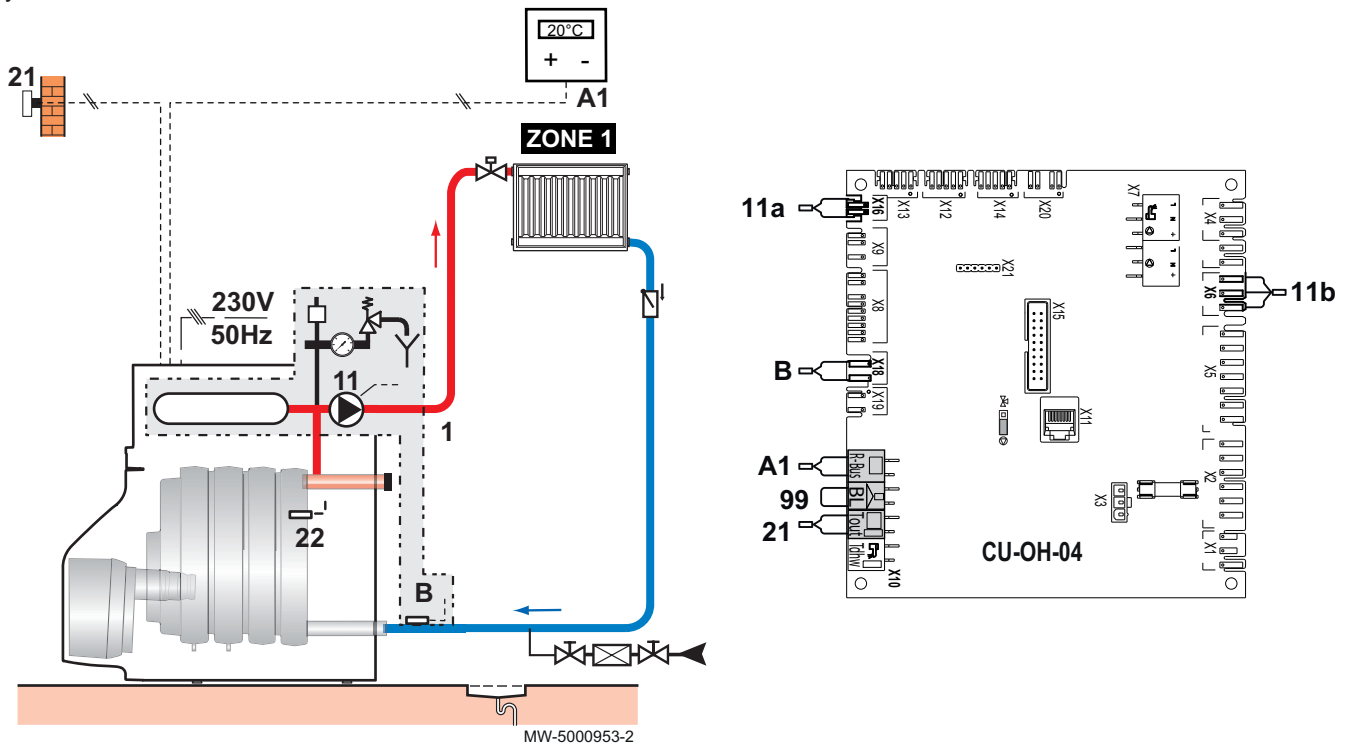 20°C
+ -
A1
21
ZONE 1
230V
50Hz
11
1
22
B
MW-5000953-2
11a
B
A1
99
21
11b
X16
X13
X12
X14
X20
X7
L
N
L
N
X4
X9
X8
X21
X15
X6
X5
X18
X19
X11
R-Bus
BL
Tout
Tdhw
X10
X2
X3
X1
CU-OH-04